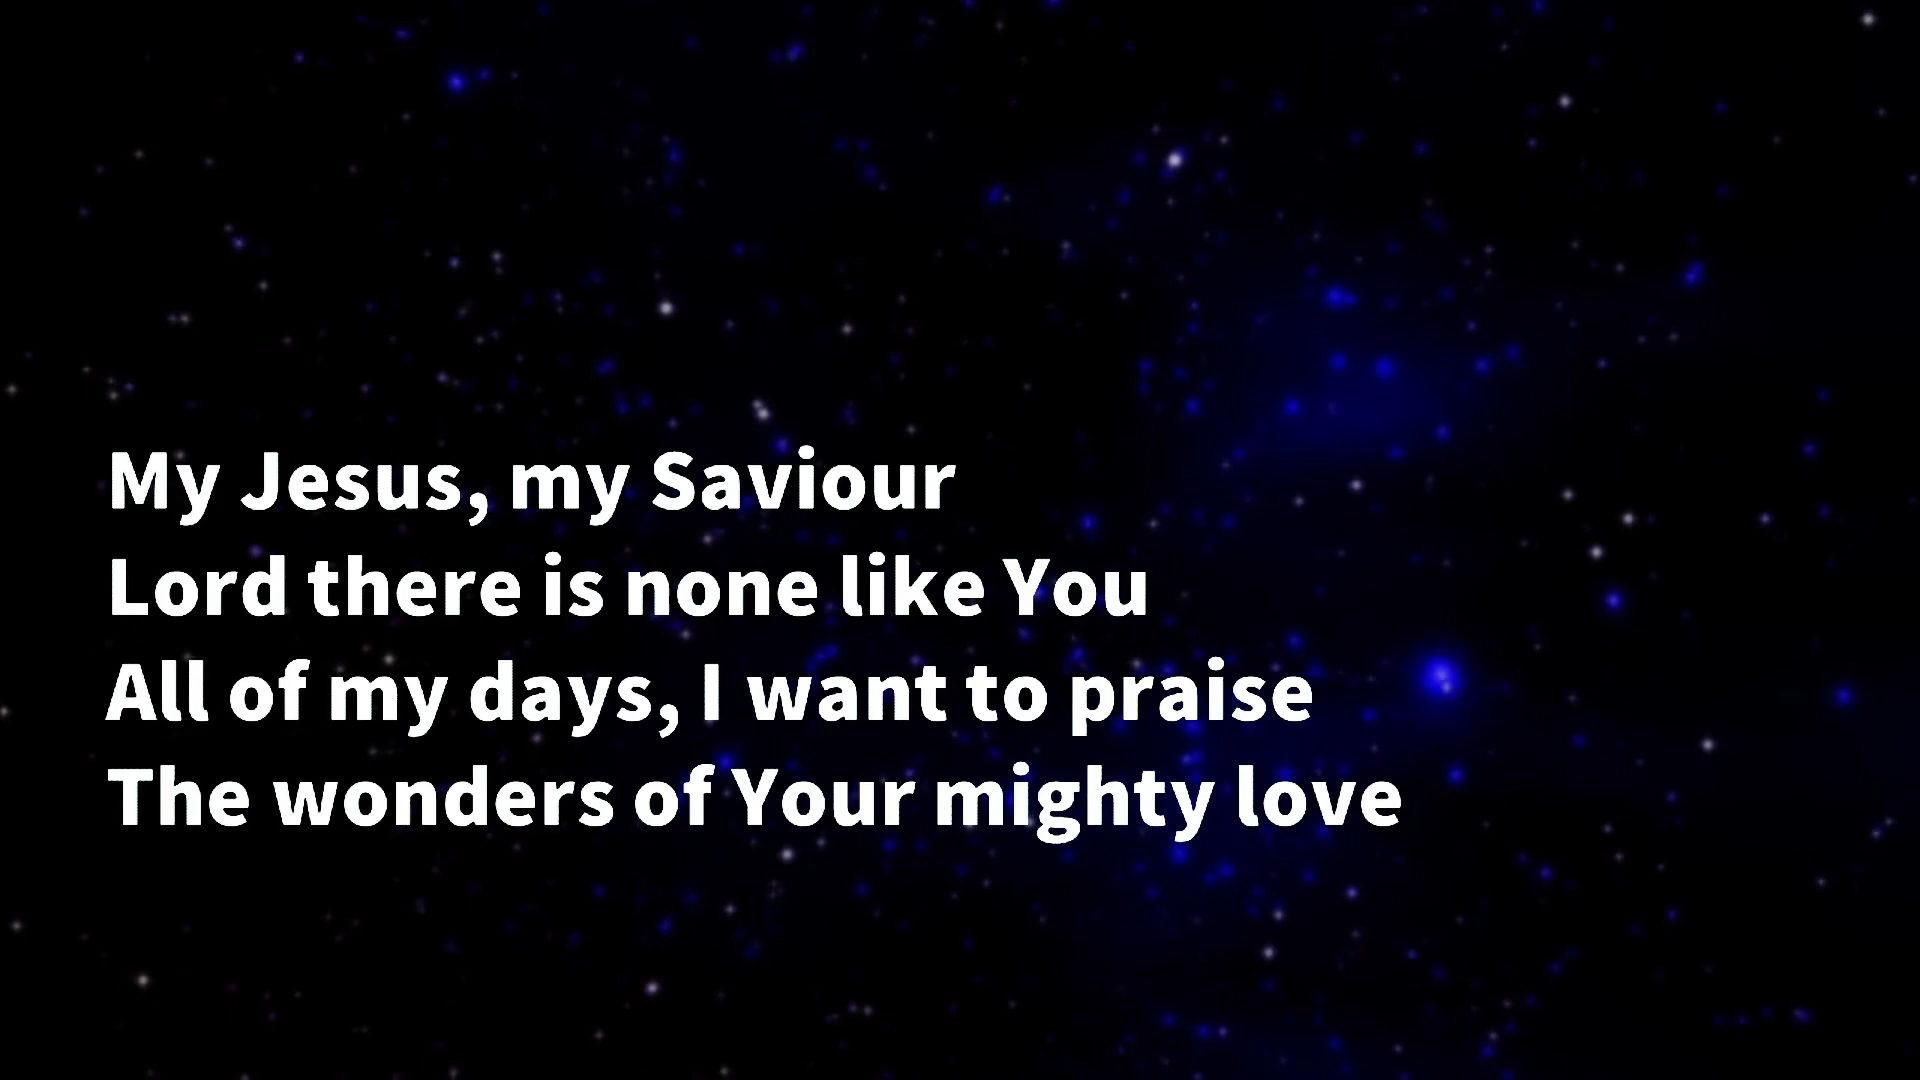 My Jesus, my Saviour
Lord there is none like You
All of my days, I want to praise
The wonders of Your mighty love